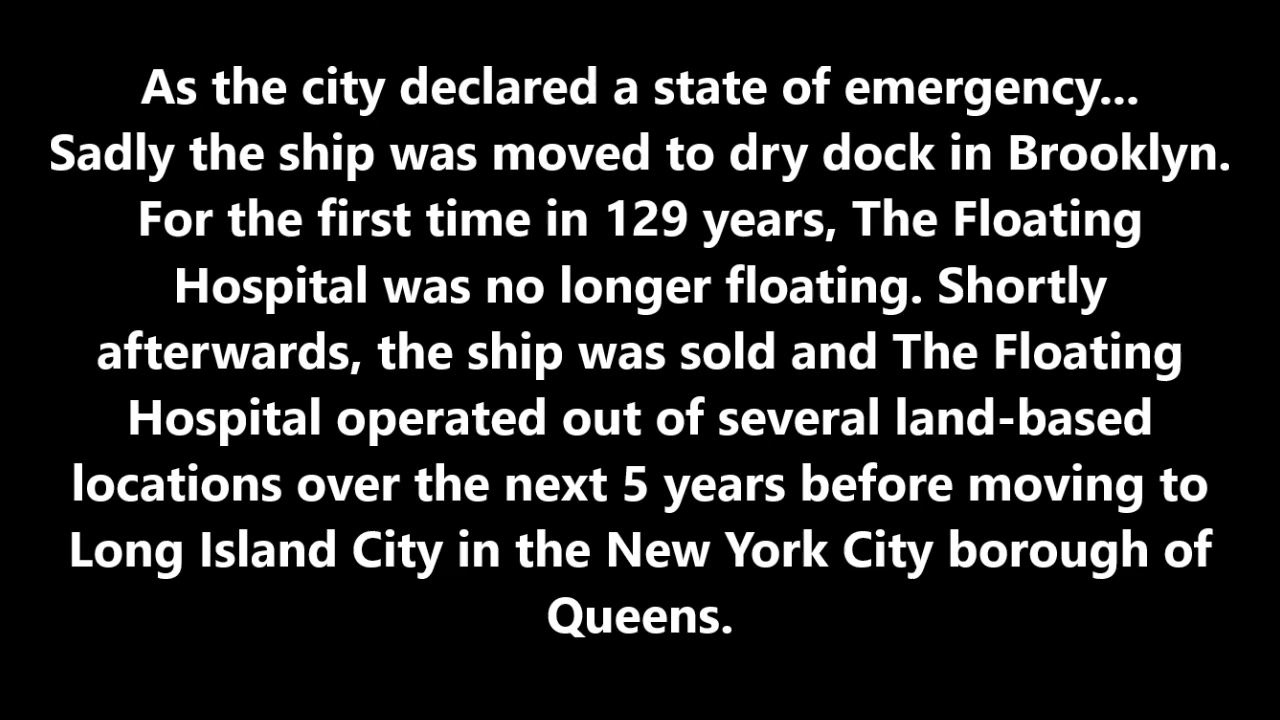 As the city declared a state of emergency...
Sadly the ship was moved to dry dock in Brooklyn.
For the first time in 129 years, The Floating
Hospital was no longer floating. Shortly
afterwards, the ship was sold and The Floating
Hospital operated out of several land-based
locations over the next 5 years before moving to
Long Island City in the New York City borough of
Queens.